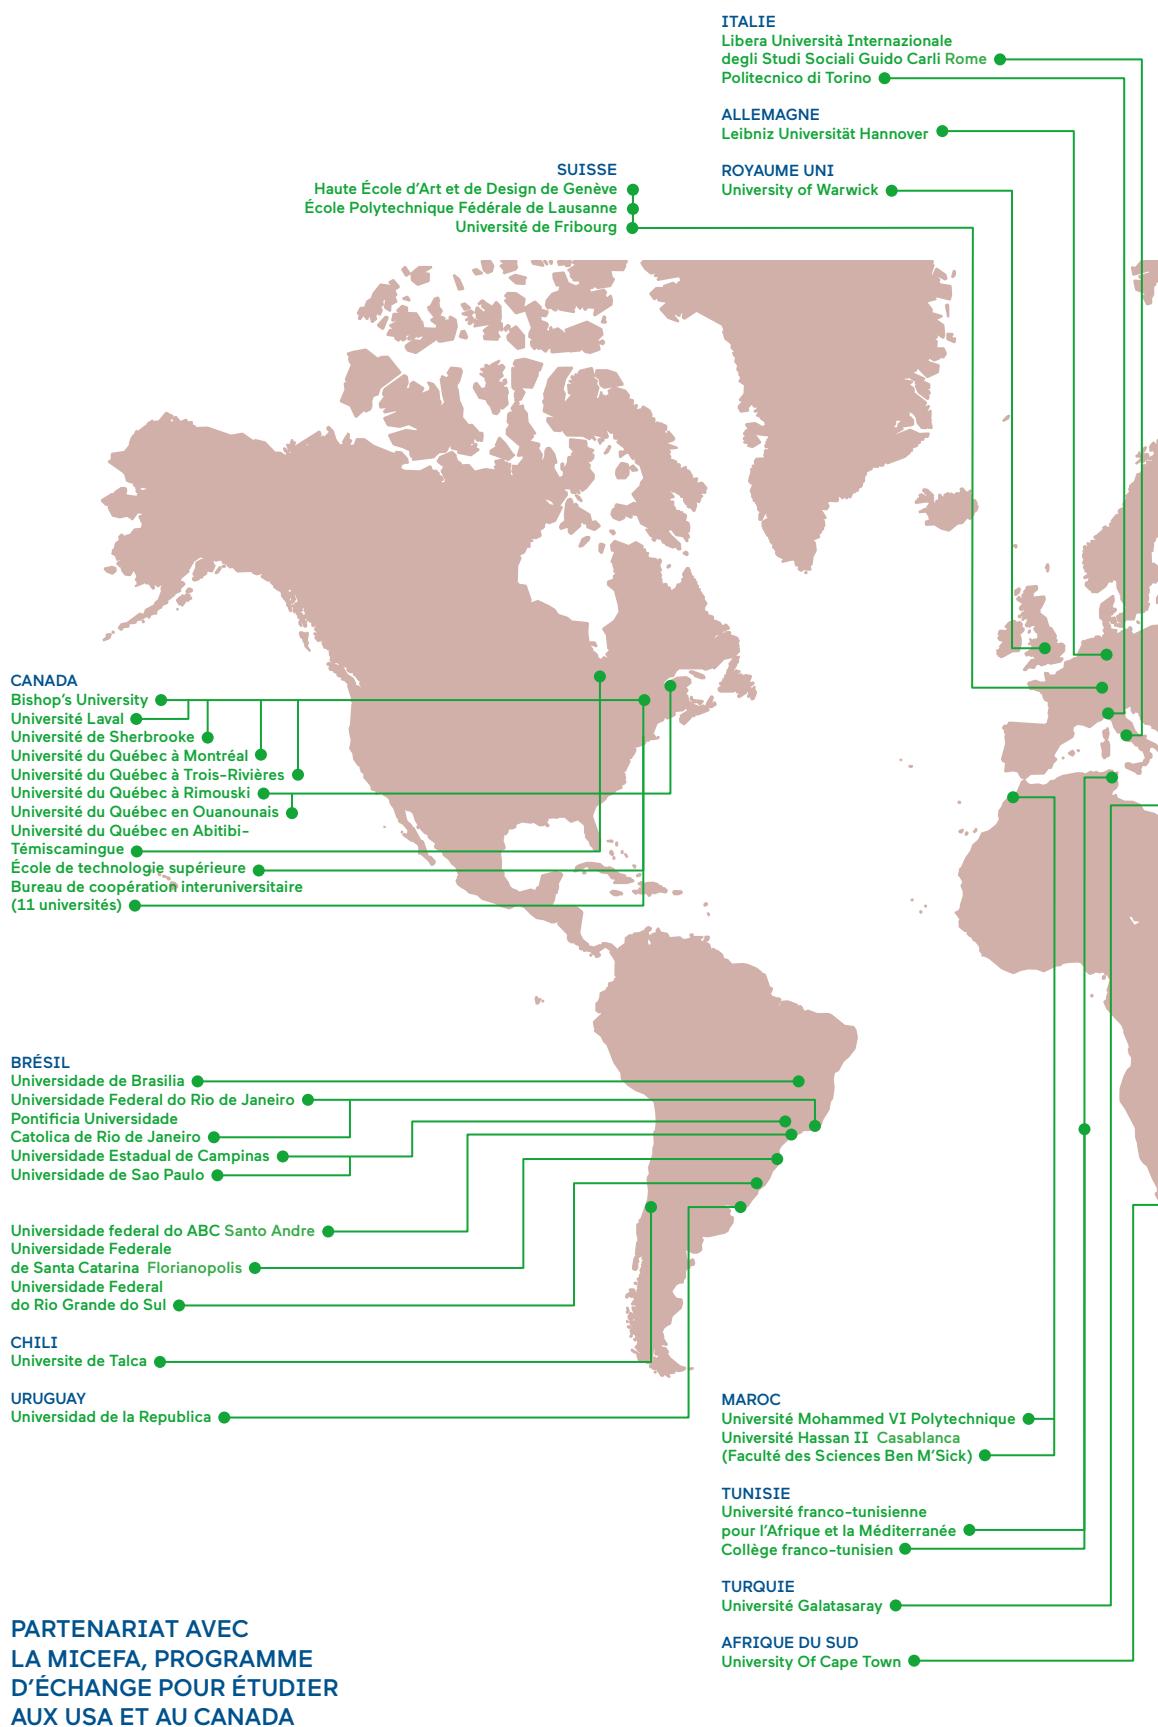 ITALIE
Libera Università Internazionale
degli Studi Sociali Guido Carli Rome
Politecnico di Torino
ALLEMAGNE
Leibniz Universität Hannover
ROYAUME UNI
University of Warwick
SUISSE
Haute École d’Art et de Design de Genève
École Polytechnique Fédérale de Lausanne
Université de Fribourg
CANADA
Bishop’s University
Université Laval
Université de Sherbrooke
Université du Québec à Montréal
Université du Québec à Trois-Rivières
Université du Québec à Rimouski
Université du Québec en Ouanounais
Université du Québec en Abitibi-
Témiscamingue
École de technologie supérieure
Bureau de coopération interuniversitaire
(11 universités)
BRÉSIL
Universidade de Brasilia
Universidade Federal do Rio de Janeiro
Pontificia Universidade
Catolica de Rio de Janeiro
Universidade Estadual de Campinas
Universidade de Sao Paulo
Universidade federal do ABC Santo Andre
Universidade Federale
de Santa Catarina Florianopolis
Universidade Federal
do Rio Grande do Sul
CHILI
Universite de Talca
URUGUAY
Universidad de la Republica
MAROC
Université Mohammed VI Polytechnique
Université Hassan II Casablanca
(Faculté des Sciences Ben M’Sick)
TUNISIE
Université franco-tunisienne
pour l’Afrique et la Méditerranée
Collège franco-tunisien
TURQUIE
Université Galatasaray
AFRIQUE DU SUD
University Of Cape Town
PARTENARIAT AVEC
LA MICEFA, PROGRAMME
D’ÉCHANGE POUR ÉTUDIER
AUX USA ET AU CANADA